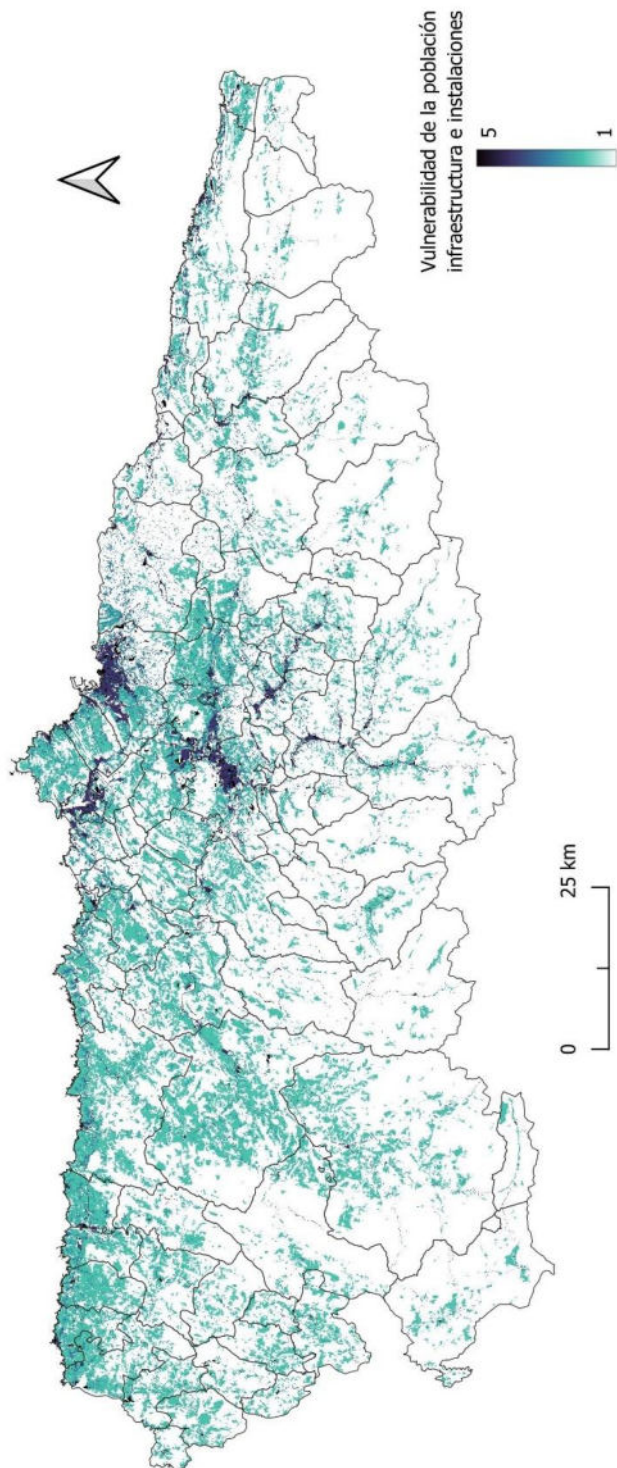 Vulnerabilidad de la población
infraestructura e instalaciones
5
1
0
25 km